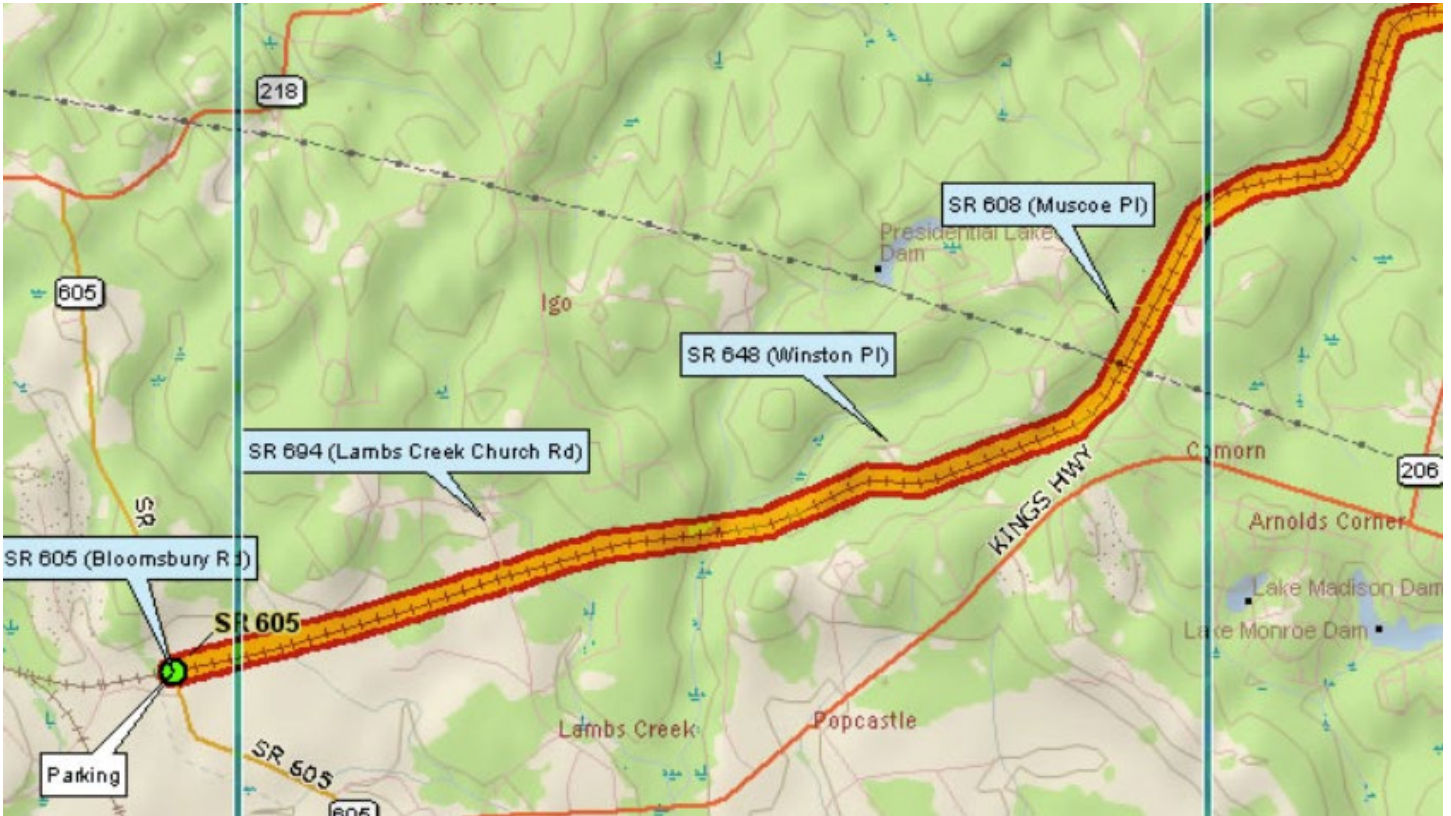 218
SR 608 (Muscoe Pl)
Presidential Lake
Dam
605
Igo
SR 648 (Winston Pl)
SR 694 (Lambs Creek Church Rd)
Comorn
206
KINGS HWY
SR
Arnolds Corner
SR 605 (Bloomsbury Rd)
Lake Madison Dam
SR 605
Lake Monroe Dam
Lambs Creek
Popcastle
Parking
SR 605
605